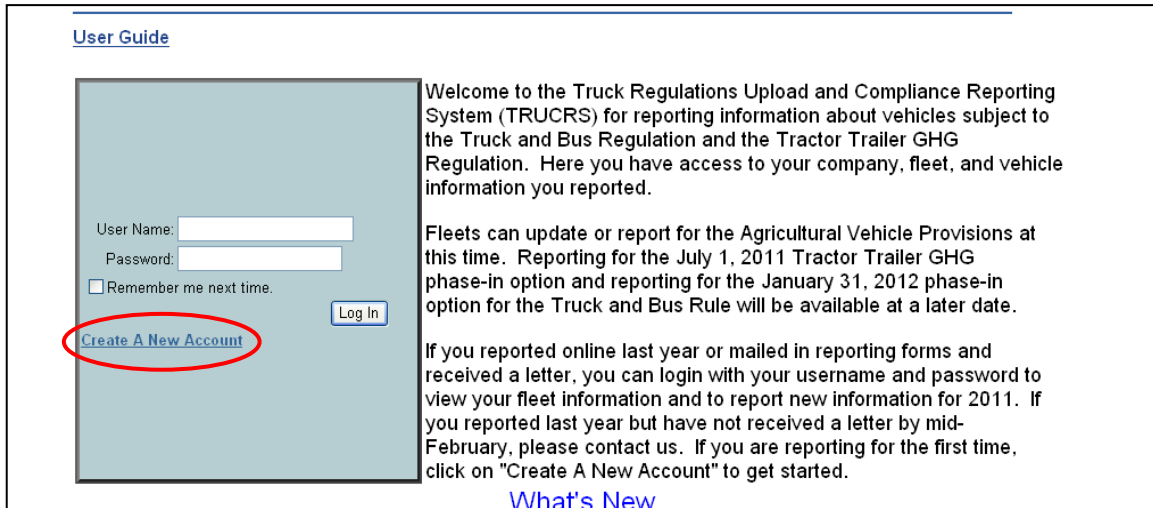 User Guide
User Name:
Password:
Remember me next time.
Log In
Create A New Account
Welcome to the Truck Regulations Upload and Compliance Reporting
System (TRUCRS) for reporting information about vehicles subject to
the Truck and Bus Regulation and the Tractor Trailer GHG
Regulation. Here you have access to your company, fleet, and vehicle
information you reported.
Fleets can update or report for the Agricultural Vehicle Provisions at
this time. Reporting for the July 1, 2011 Tractor Trailer GHG
phase-in option and reporting for the January 31, 2012 phase-in
option for the Truck and Bus Rule will be available at a later date.
If you reported online last year or mailed in reporting forms and
received a letter, you can login with your username and password to
view your fleet information and to report new information for 2011. If
you reported last year but have not received a letter by mid-
February, please contact us. If you are reporting for the first time,
click on "Create A New Account" to get started.
What's New